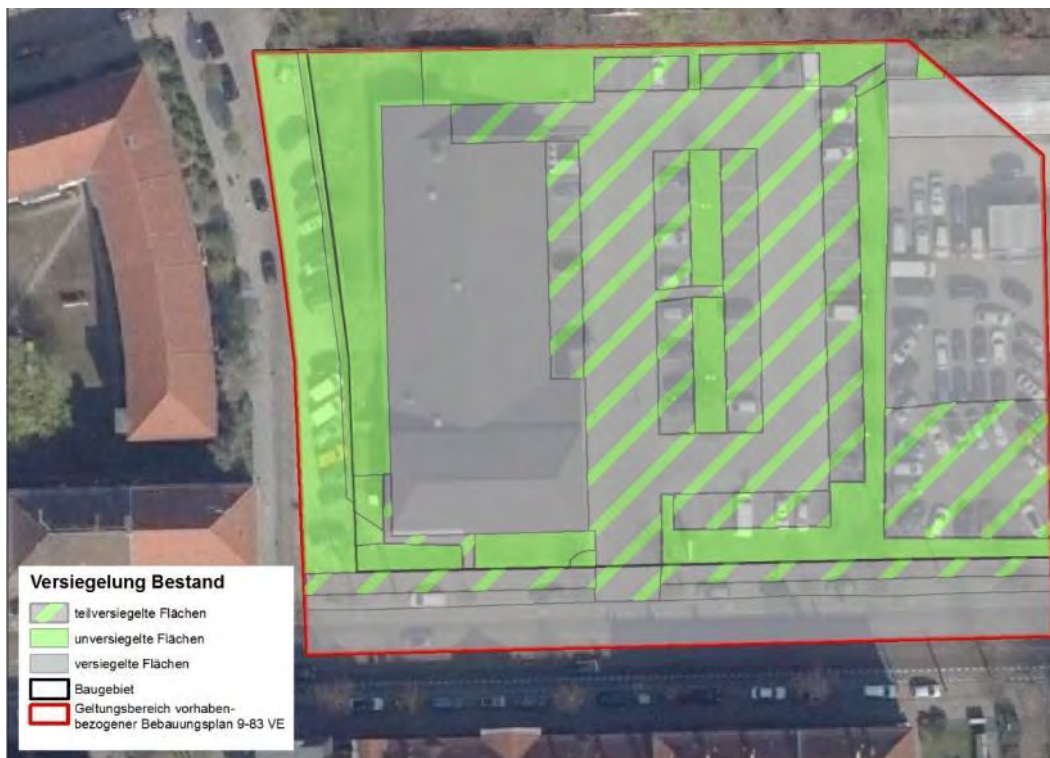 Versiegelung Bestand
teilversiegelte Flächen
unversiegelte Flächen
versiegelte Flächen
Baugebiet
Geltungsbereich vorhaben-
bezogener Bebauungsplan 9-83 VE